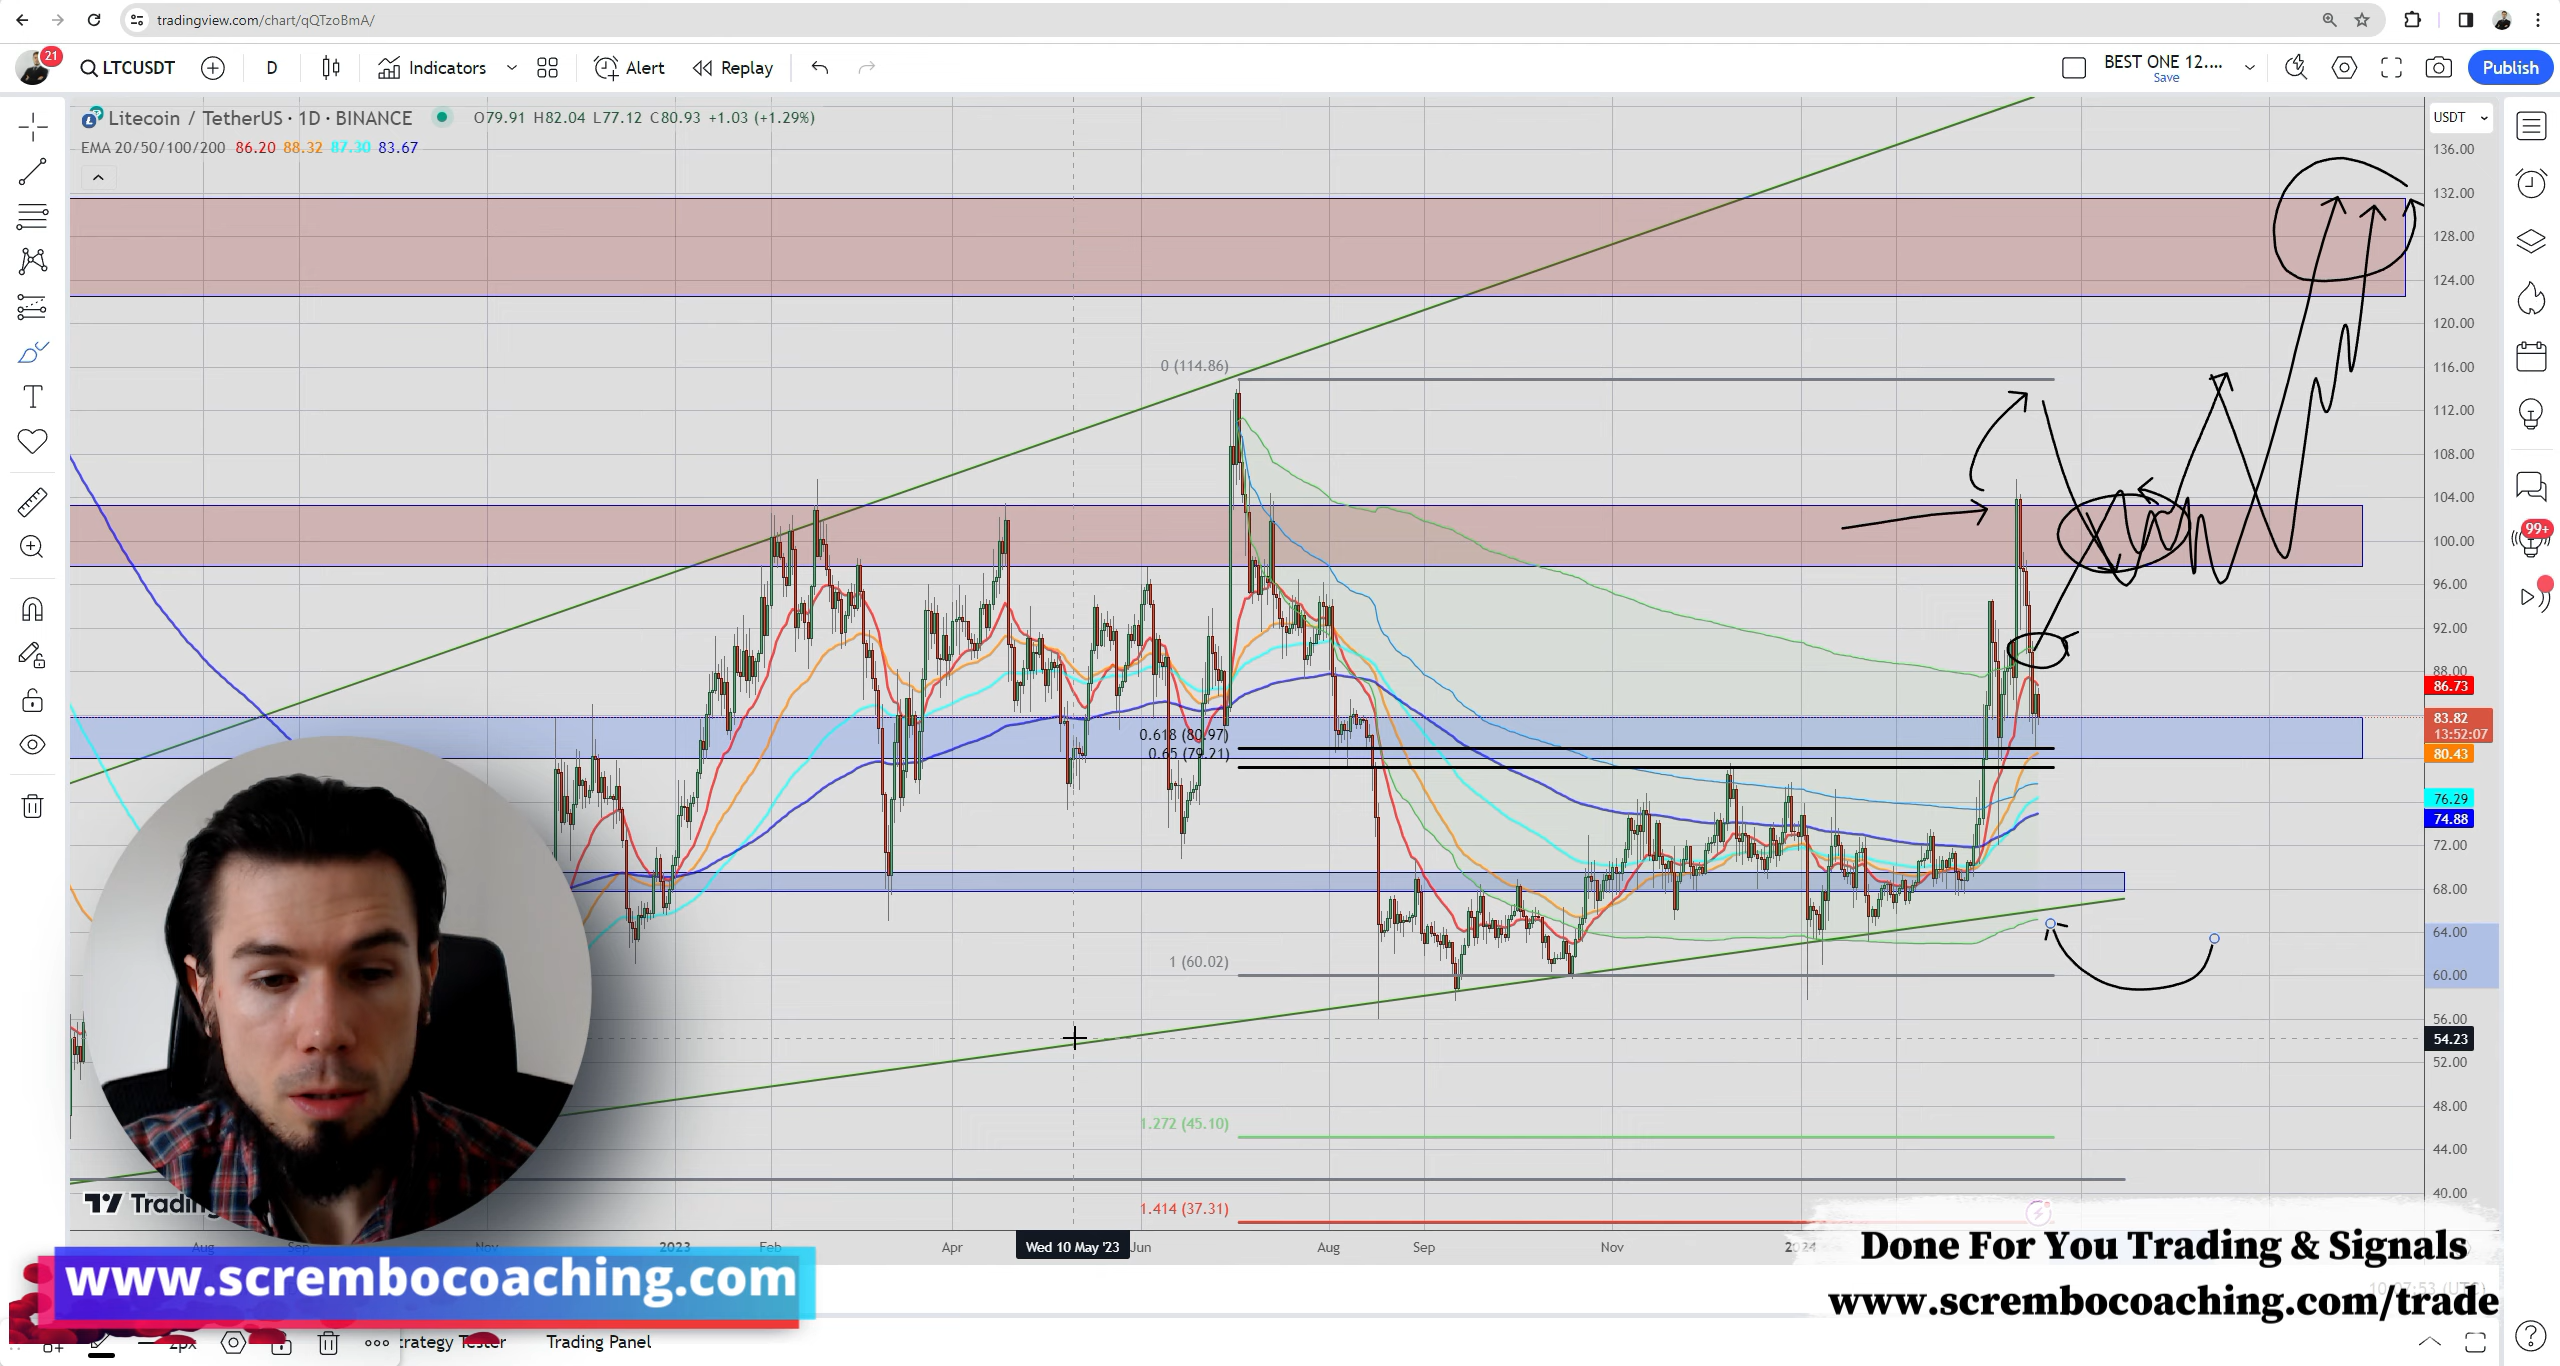 tradingview.com/chart/qQTzoBmA/
21
LTCUSDT
D
Indicators
Alert
Replay
BEST ONE 12....
Save
Publish
Litecoin / TetherUS · 1D · BINANCE
O79.91 H82.04 L77.12 C80.93 +1.03 (+1.29%)
USDT
EMA 20/50/100/200 86.20 88.32 87.30 83.67
136.00
132.00
128.00
124.00
120.00
0 (114.86)
116.00
112.00
108.00
104.00
100.00
99+
96.00
92.00
88.00
86.73
83.82
13:52:07
0.618 (80.97)
0.65 (79.21)
80.43
76.29
74.88
72.00
68.00
64.00
1 (60.02)
60.00
56.00
54.23
52.00
48.00
1.272 (45.10)
44.00
40.00
1.414 (37.31)
Aug Sep Nov 2023 Feb Apr Wed 10 May '23 Jun Aug Sep Nov 2024
Done For You Trading & Signals
www.scrembocoaching.com
www.scrembocoaching.com/trade
2px
Trading Panel